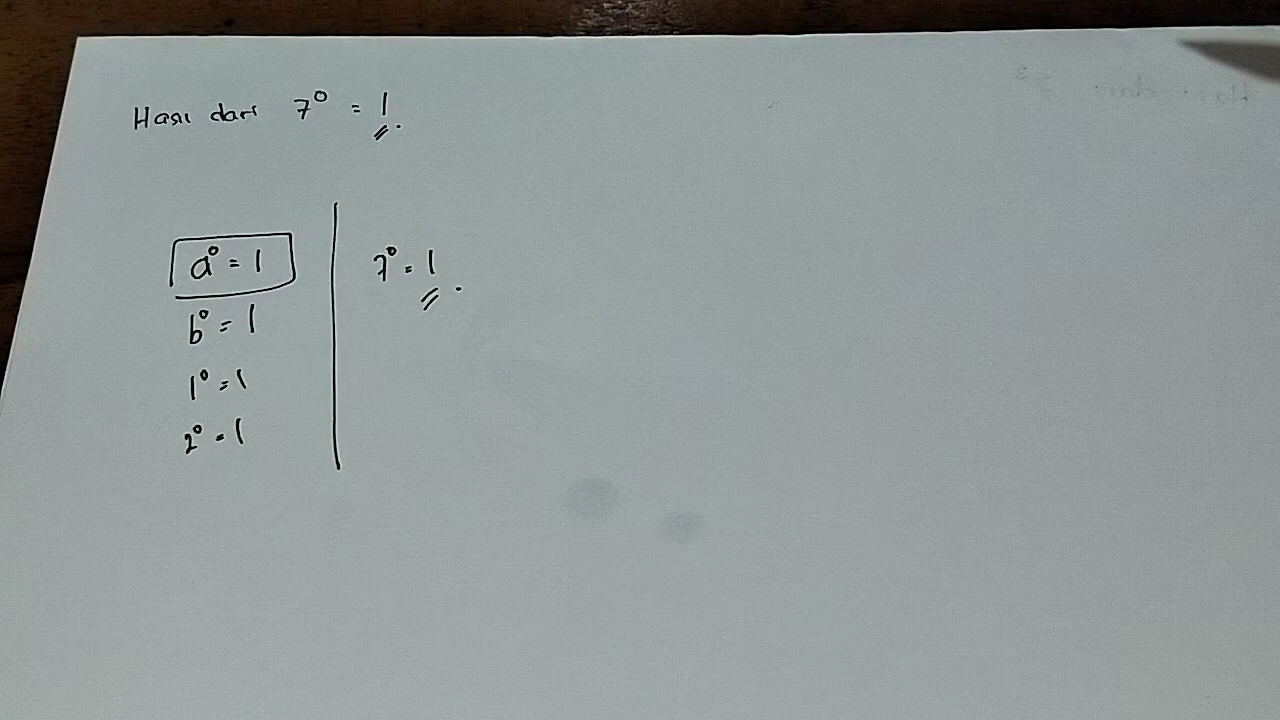 Hasil dari 7⁰ = 1
a⁰ = 1
b⁰ = 1
1⁰ = 1
2⁰ = 1
7⁰ = 1